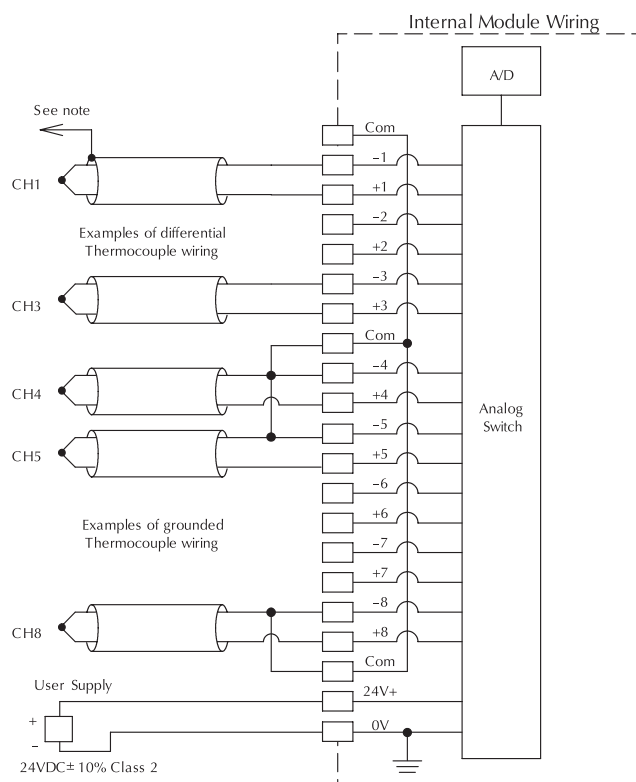 Internal Module Wiring
A/D
See note
Com
–1
CH1
+1
–2
Examples of differential
Thermocouple wiring
+2
–3
CH3
+3
Com
–4
CH4
+4
Analog
Switch
–5
CH5
+5
–6
Examples of grounded
Thermocouple wiring
+6
–7
+7
–8
CH8
+8
Com
User Supply
24V+
+
0V
–
24VDC± 10% Class 2